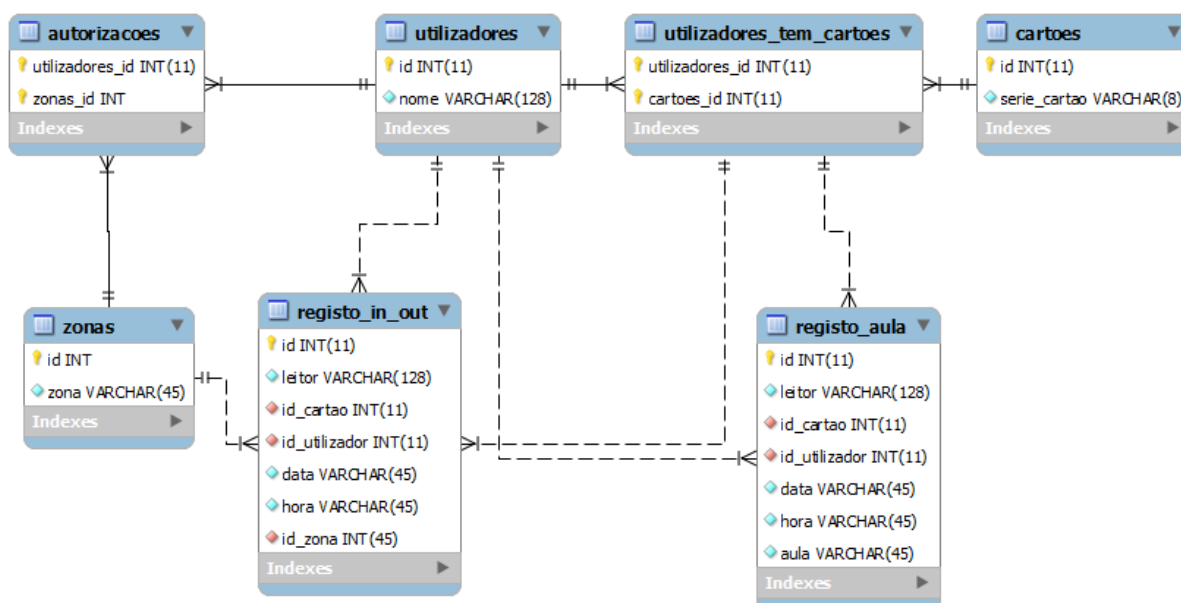 autorizacoes
utilizadores_id INT(11)
zonas_id INT
Indexes
utilizadores
id INT(11)
nome VARCHAR(128)
Indexes
utilizadores_tem_cartoes
utilizadores_id INT(11)
cartoes_id INT(11)
Indexes
cartoes
id INT(11)
serie_cartao VARCHAR(8)
Indexes
zonas
id INT
zona VARCHAR(45)
Indexes
registo_in_out
id INT(11)
leitor VARCHAR(128)
id_cartao INT(11)
id_utilizador INT(11)
data VARCHAR(45)
hora VARCHAR(45)
id_zona INT(45)
Indexes
registo_aula
id INT(11)
leitor VARCHAR(128)
id_cartao INT(11)
id_utilizador INT(11)
data VARCHAR(45)
hora VARCHAR(45)
aula VARCHAR(45)
Indexes